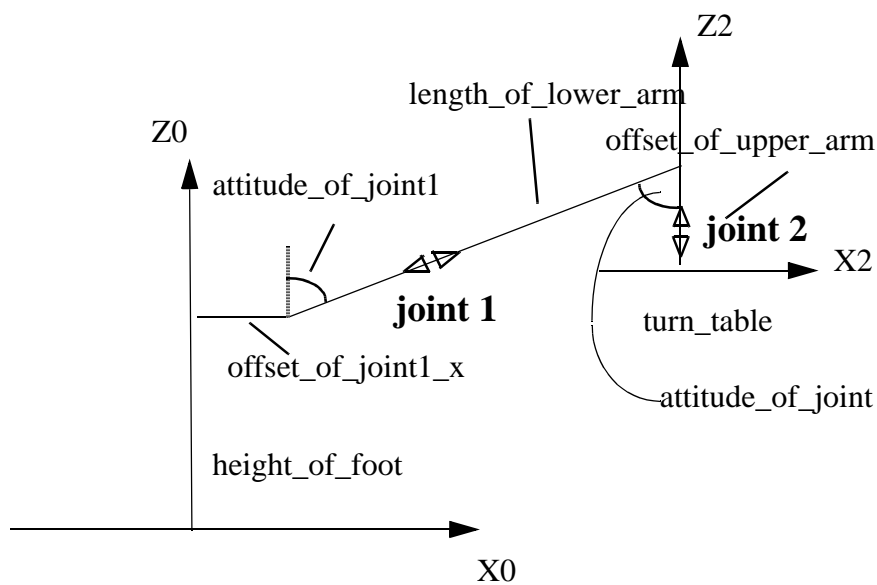 Z2
length_of_lower_arm
Z0
offset_of_upper_arm
attitude_of_joint1
joint 2
X2
joint 1
turn_table
offset_of_joint1_x
attitude_of_joint
height_of_foot
X0